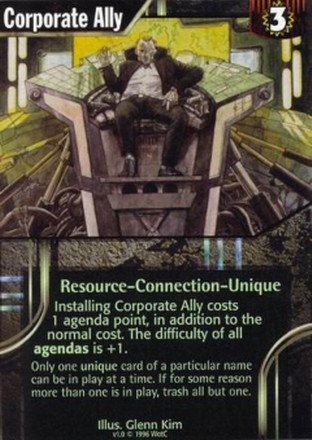 Corporate Ally
3
Resource-Connection-Unique
Installing Corporate Ally costs
1 agenda point, in addition to the
normal cost. The difficulty of all
agendas is +1.
Only one unique card of a particular name
can be in play at a time. If for some reason
more than one is in play, trash all but one.
Illus. Glenn Kim
v1.0 © 1996 WotC